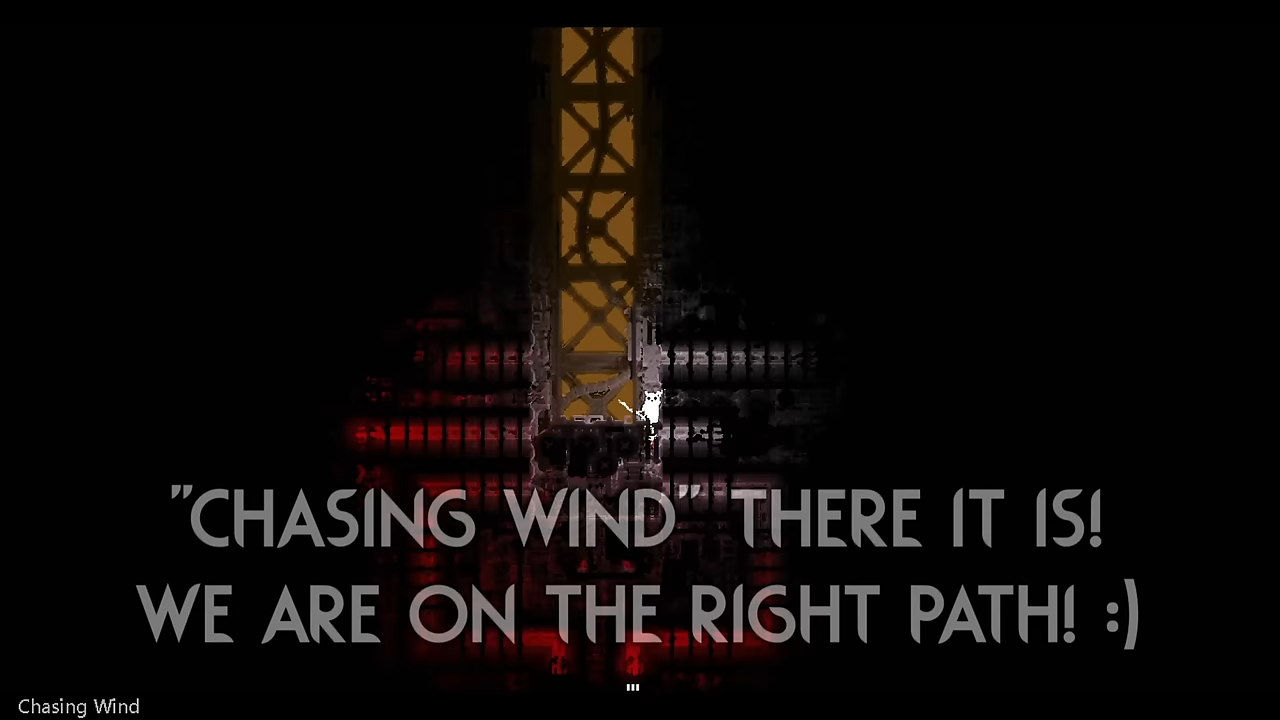 "CHASING WIND" THERE IT IS!
WE ARE ON THE RIGHT PATH! :)
Chasing Wind